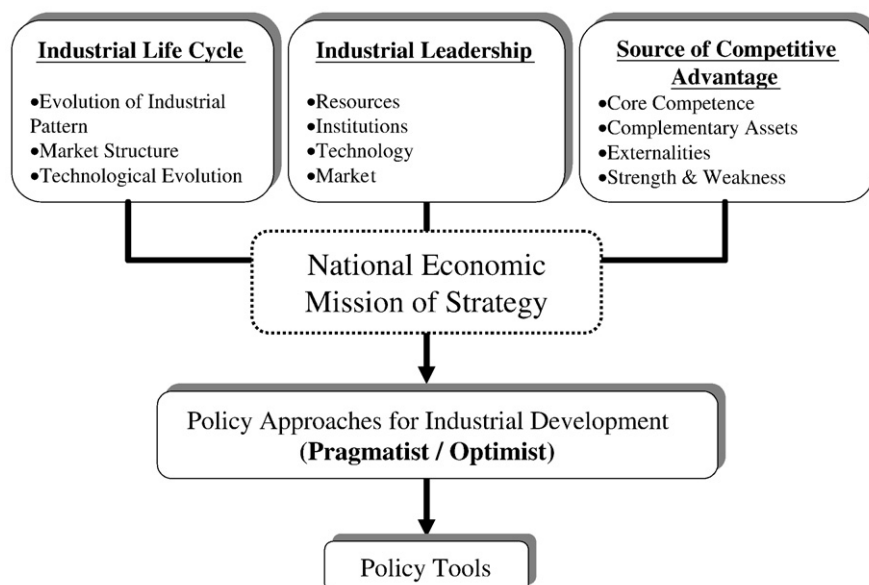 Industrial Life Cycle
•Evolution of Industrial
Pattern
•Market Structure
•Technological Evolution
Industrial Leadership
•Resources
•Institutions
•Technology
•Market
Source of Competitive
Advantage
•Core Competence
•Complementary Assets
•Externalities
•Strength & Weakness
National Economic
Mission of Strategy
Policy Approaches for Industrial Development
(Pragmatist / Optimist)
Policy Tools